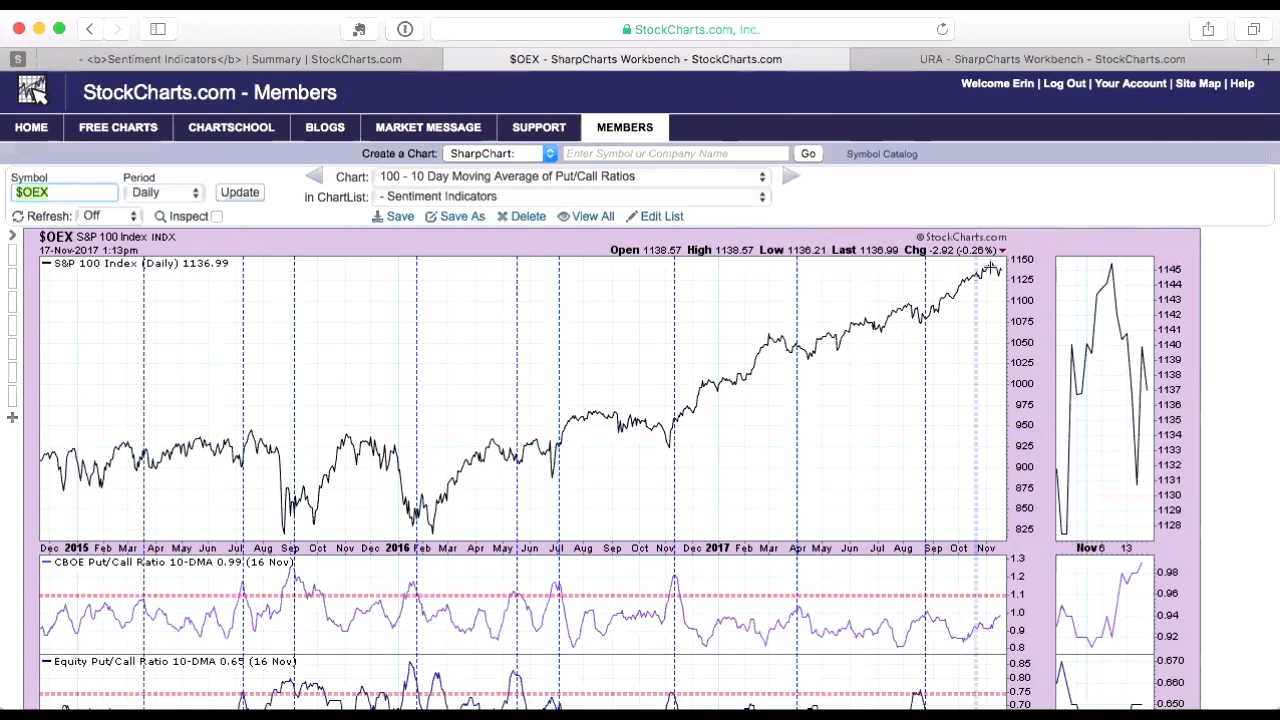 StockCharts.com, Inc.
S
- <b>Sentiment Indicators</b> | Summary | StockCharts.com
$OEX - SharpCharts Workbench - StockCharts.com
URA - SharpCharts Workbench - StockCharts.com
StockCharts.com - Members
Welcome Erin | Log Out | Your Account | Site Map | Help
HOME FREE CHARTS CHARTSCHOOL BLOGS MARKET MESSAGE SUPPORT MEMBERS
Create a Chart: SharpChart: Enter Symbol or Company Name Go Symbol Catalog
Symbol Period
$OEX Daily Update
Refresh: Off Inspect
Chart: 100 - 10 Day Moving Average of Put/Call Ratios
in ChartList: - Sentiment Indicators
Save Save As Delete View All Edit List
$OEX S&P 100 Index INDX
© StockCharts.com
17-Nov-2017 1:13pm
Open 1138.57 High 1138.57 Low 1136.21 Last 1136.99 Chg -2.92 (-0.26%)
S&P 100 Index (Daily) 1136.99
1150
1125
1100
1075
1050
1025
1000
975
950
925
900
875
850
825
1145
1144
1143
1142
1141
1140
1139
1138
1137
1136
1135
1134
1133
1132
1131
1130
1129
1128
Dec 2015 Feb Mar Apr May Jun Jul Aug Sep Oct Nov Dec 2016 Feb Mar Apr May Jun Jul Aug Sep Oct Nov Dec 2017 Feb Mar Apr May Jun Jul Aug Sep Oct Nov
Nov 6 13
CBOE Put/Call Ratio 10-DMA 0.99 (16 Nov)
1.3
1.2
1.1
1.0
0.9
0.8
0.98
0.96
0.94
0.92
Equity Put/Call Ratio 10-DMA 0.65 (16 Nov)
0.85
0.80
0.75
0.70
0.670
0.660
0.650